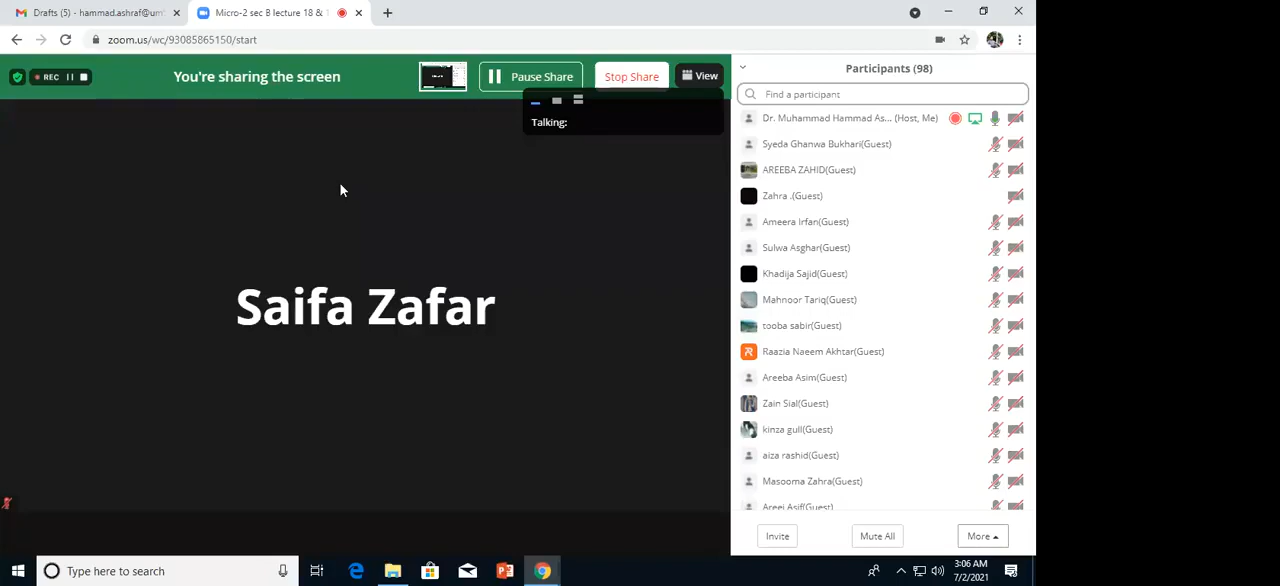 Drafts (5) - hammad.ashraf@um
Micro-2 sec B lecture 18 & 1
zoom.us/wc/93085865150/start
REC
You're sharing the screen
Pause Share
Stop Share
View
Talking:
Saifa Zafar
Participants (98)
Find a participant
Dr. Muhammad Hammad As... (Host, Me)
Syeda Ghanwa Bukhari(Guest)
AREEBA ZAHID(Guest)
Zahra .(Guest)
Ameera Irfan(Guest)
Sulwa Asghar(Guest)
Khadija Sajid(Guest)
Mahnoor Tariq(Guest)
tooba sabir(Guest)
R
Raazia Naeem Akhtar(Guest)
Areeba Asim(Guest)
Zain Sial(Guest)
kinza gull(Guest)
aiza rashid(Guest)
Masooma Zahra(Guest)
Areej Asif(Guest)
Invite
Mute All
More
Type here to search
3:06 AM
7/2/2021